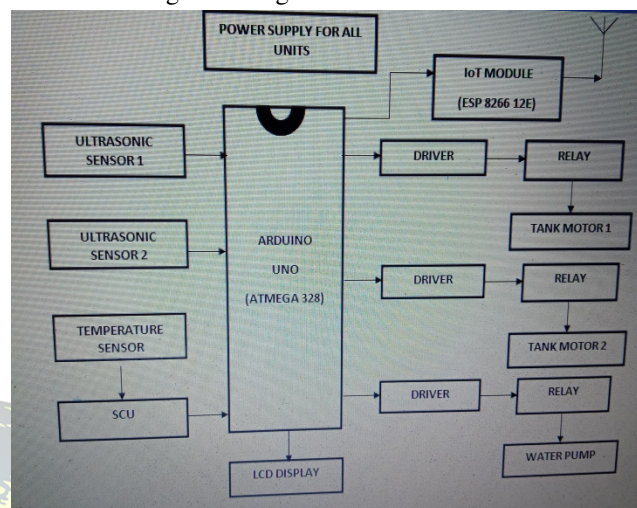 POWER SUPPLY FOR ALL
UNITS
IoT MODULE
(ESP 8266 12E)
ULTRASONIC
SENSOR 1
DRIVER
RELAY
TANK MOTOR 1
ULTRASONIC
SENSOR 2
ARDUINO
UNO
(ATMEGA 328)
DRIVER
RELAY
TANK MOTOR 2
TEMPERATURE
SENSOR
SCU
DRIVER
RELAY
WATER PUMP
LCD DISPLAY